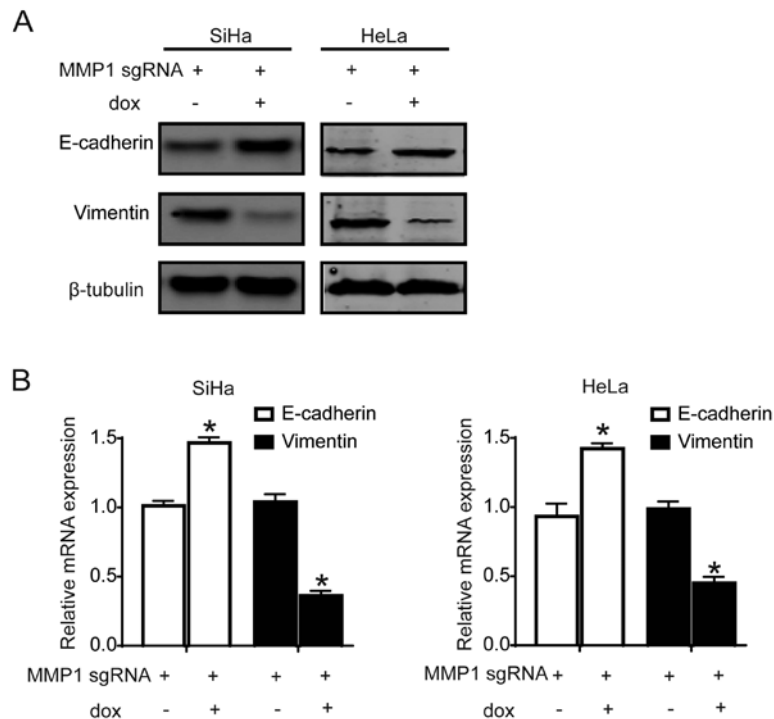 A
SiHa HeLa
MMP1 sgRNA + + + +
dox - + - +
E-cadherin
Vimentin
β-tubulin
B
SiHa
E-cadherin
Vimentin
Relative mRNA expression
1.5
*
1.0
0.5
*
0.0
MMP1 sgRNA + + + +
dox - + - +
HeLa
E-cadherin
Vimentin
Relative mRNA expression
1.5
*
1.0
0.5
*
0.0
MMP1 sgRNA + + + +
dox - + - +